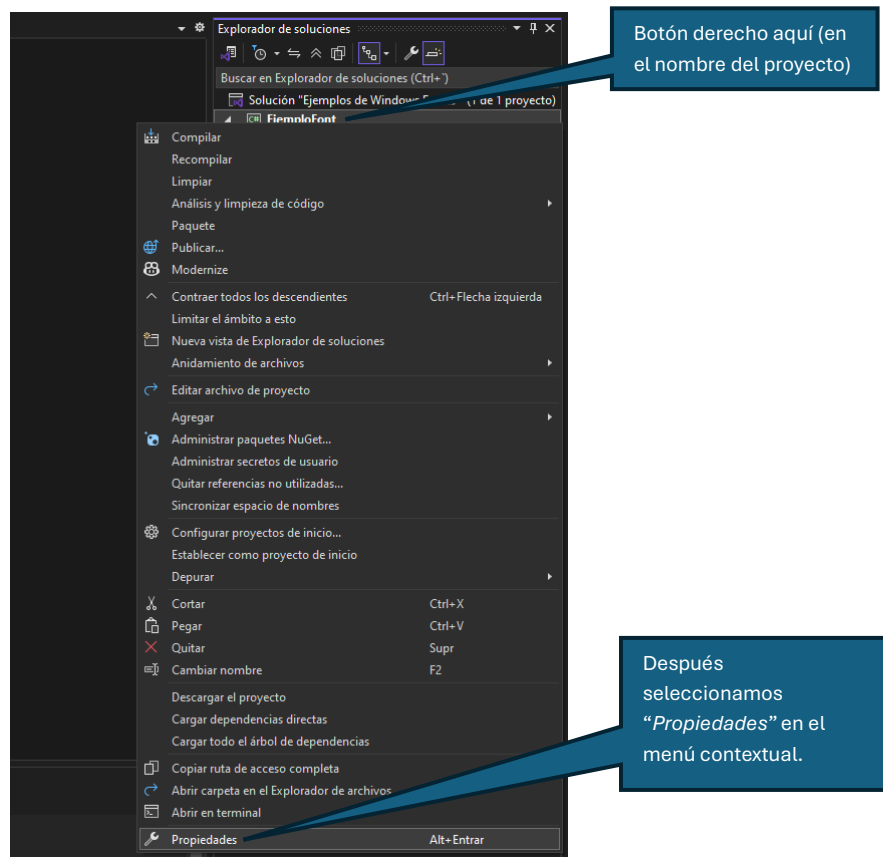 Explorador de soluciones
Botón derecho aquí (en
el nombre del proyecto)
Buscar en Explorador de soluciones (Ctrl+¨)
Solución "Ejemplos de Windows (1 de 1 proyecto)
EjemploFont
Compilar
Recompilar
Limpiar
Análisis y limpieza de código
Paquete
Publicar...
Modernize
Contraer todos los descendientes Ctrl+Flecha izquierda
Limitar el ámbito a esto
Nueva vista de Explorador de soluciones
Anidamiento de archivos
Editar archivo de proyecto
Agregar
Administrar paquetes NuGet...
Administrar secretos de usuario
Quitar referencias no utilizadas...
Sincronizar espacio de nombres
Configurar proyectos de inicio...
Establecer como proyecto de inicio
Depurar
Cortar Ctrl+X
Pegar Ctrl+V
Quitar Supr
Cambiar nombre F2
Descargar el proyecto
Cargar dependencias directas
Cargar todo el árbol de dependencias
Copiar ruta de acceso completa
Abrir carpeta en el Explorador de archivos
Abrir en terminal
Propiedades Alt+Entrar
Después
seleccionamos
“Propiedades” en el
menú contextual.